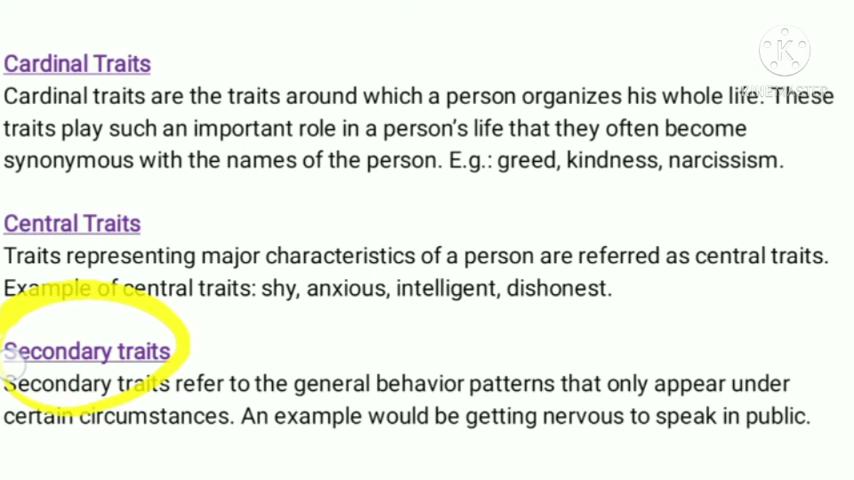 Cardinal Traits
Cardinal traits are the traits around which a person organizes his whole life. These
traits play such an important role in a person's life that they often become
synonymous with the names of the person. E.g.: greed, kindness, narcissism.
Central Traits
Traits representing major characteristics of a person are referred as central traits.
Example of central traits: shy, anxious, intelligent, dishonest.
Secondary traits
Secondary traits refer to the general behavior patterns that only appear under
certain circumstances. An example would be getting nervous to speak in public.
K
KINEMASTER